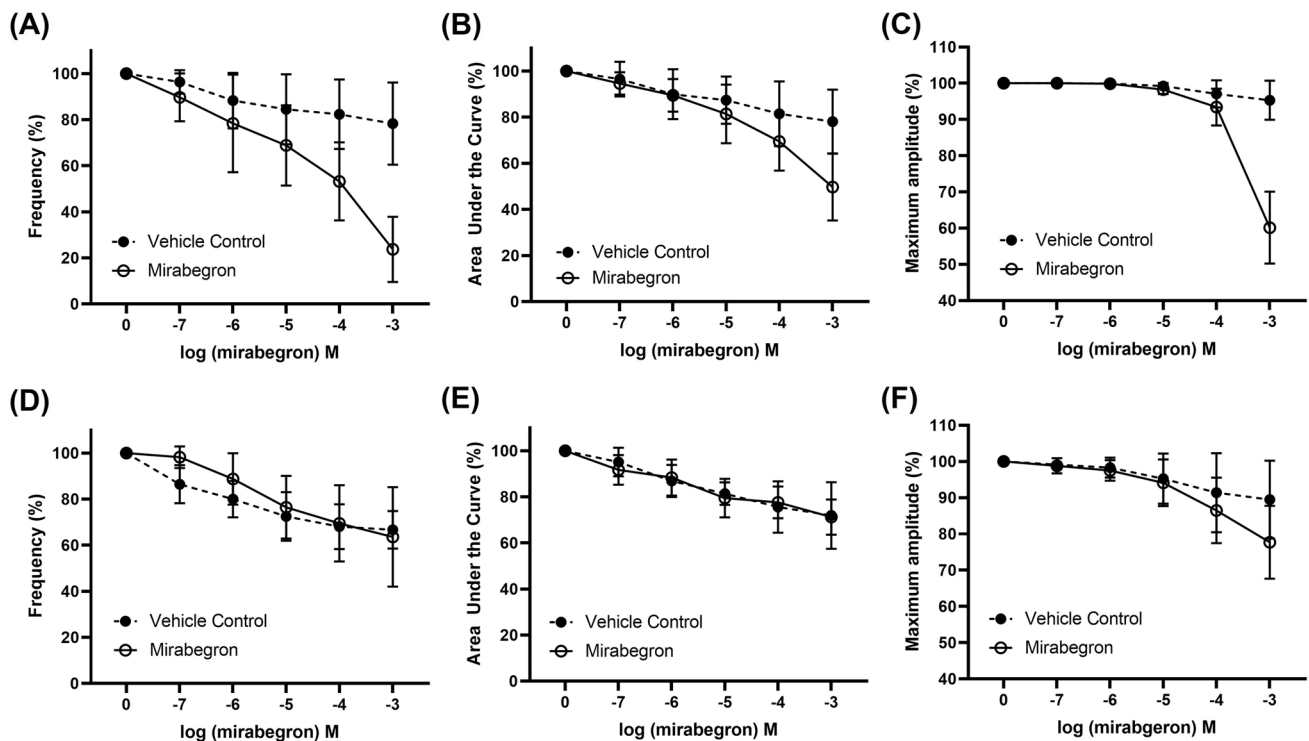 (A)
Frequency (%)
100
80
60
40
20
0
Vehicle Control
Mirabegron
0 -7 -6 -5 -4 -3
log (mirabegron) M
(B)
Area Under the Curve (%)
100
80
60
40
20
0
Vehicle Control
Mirabegron
0 -7 -6 -5 -4 -3
log (mirabegron) M
(C)
Maximum amplitude (%)
110
100
90
80
70
60
50
40
Vehicle Control
Mirabegron
0 -7 -6 -5 -4 -3
log (mirabegron) M
(D)
Frequency (%)
100
80
60
40
20
0
Vehicle Control
Mirabegron
0 -7 -6 -5 -4 -3
log (mirabegron) M
(E)
Area Under the Curve (%)
100
80
60
40
20
0
Vehicle Control
Mirabegron
0 -7 -6 -5 -4 -3
log (mirabegron) M
(F)
Maximum amplitude (%)
110
100
90
80
70
60
50
40
Vehicle Control
Mirabegron
0 -7 -6 -5 -4 -3
log (mirabgeron) M